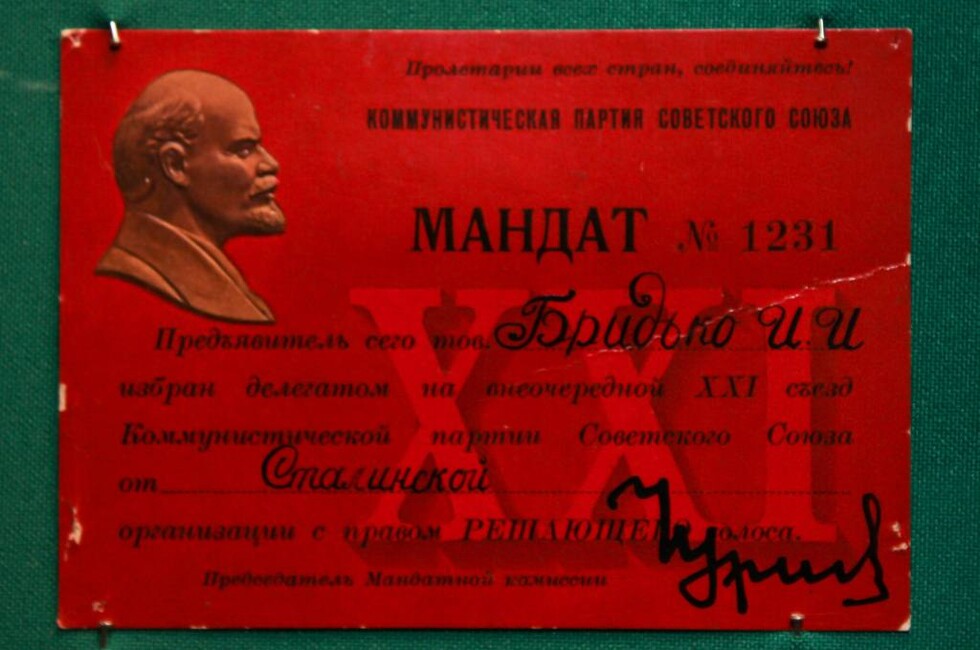 Пролетарии всех стран, соединяйтесь!
КОММУНИСТИЧЕСКАЯ ПАРТИЯ СОВЕТСКОГО СОЮЗА
МАНДАТ № 1231
XXI
Предъявитель сего тов. Бридько И. И
избран делегатом на внеочередной XXI съезд
Коммунистической партии Советского Союза
от Сталинской
организации с правом РЕШАЮЩЕГО голоса.
Председатель Мандатной комиссии